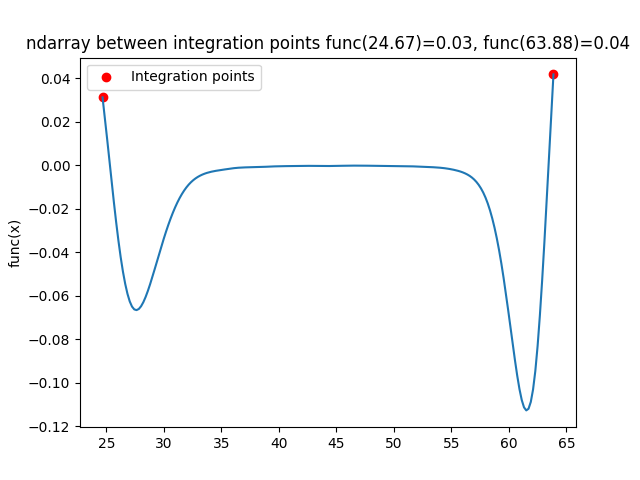 ndarray between integration points func(24.67)=0.03, func(63.88)=0.04
Integration points
func(x)
0.04
0.02
0.00
−0.02
−0.04
−0.06
−0.08
−0.10
−0.12
25 30 35 40 45 50 55 60 65